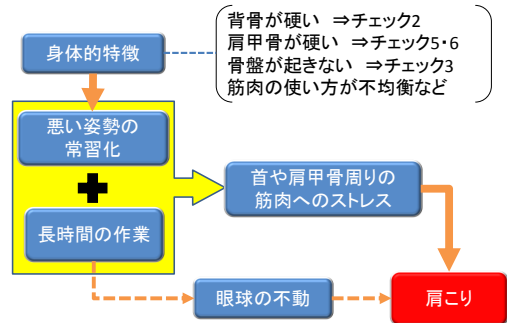 背骨が硬い ⇒チェック2
肩甲骨が硬い ⇒チェック5・6
骨盤が起きない ⇒チェック3
筋肉の使い方が不均衡など
身体的特徴
悪い姿勢の
常習化
首や肩甲骨周りの
筋肉へのストレス
長時間の作業
眼球の不動
肩こり